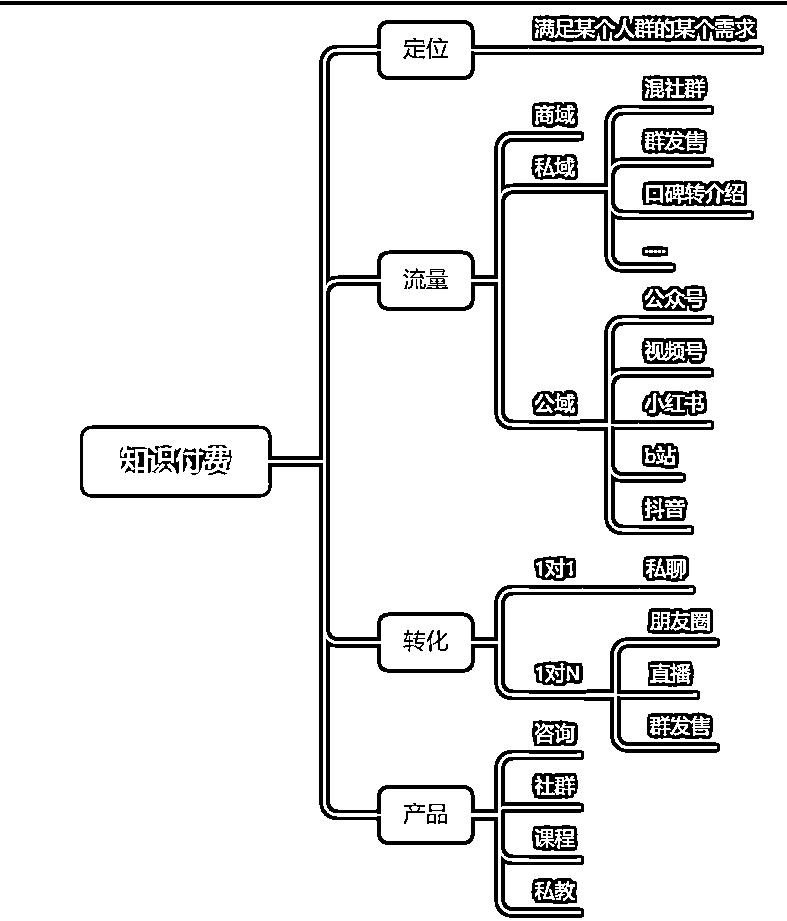 知识付费
定位
满足某个人群的某个需求
流量
商域
私域
混社群
群发售
口碑转介绍
......
公域
公众号
视频号
小红书
b站
抖音
转化
1对1
私聊
1对N
朋友圈
直播
群发售
产品
咨询
社群
课程
私教